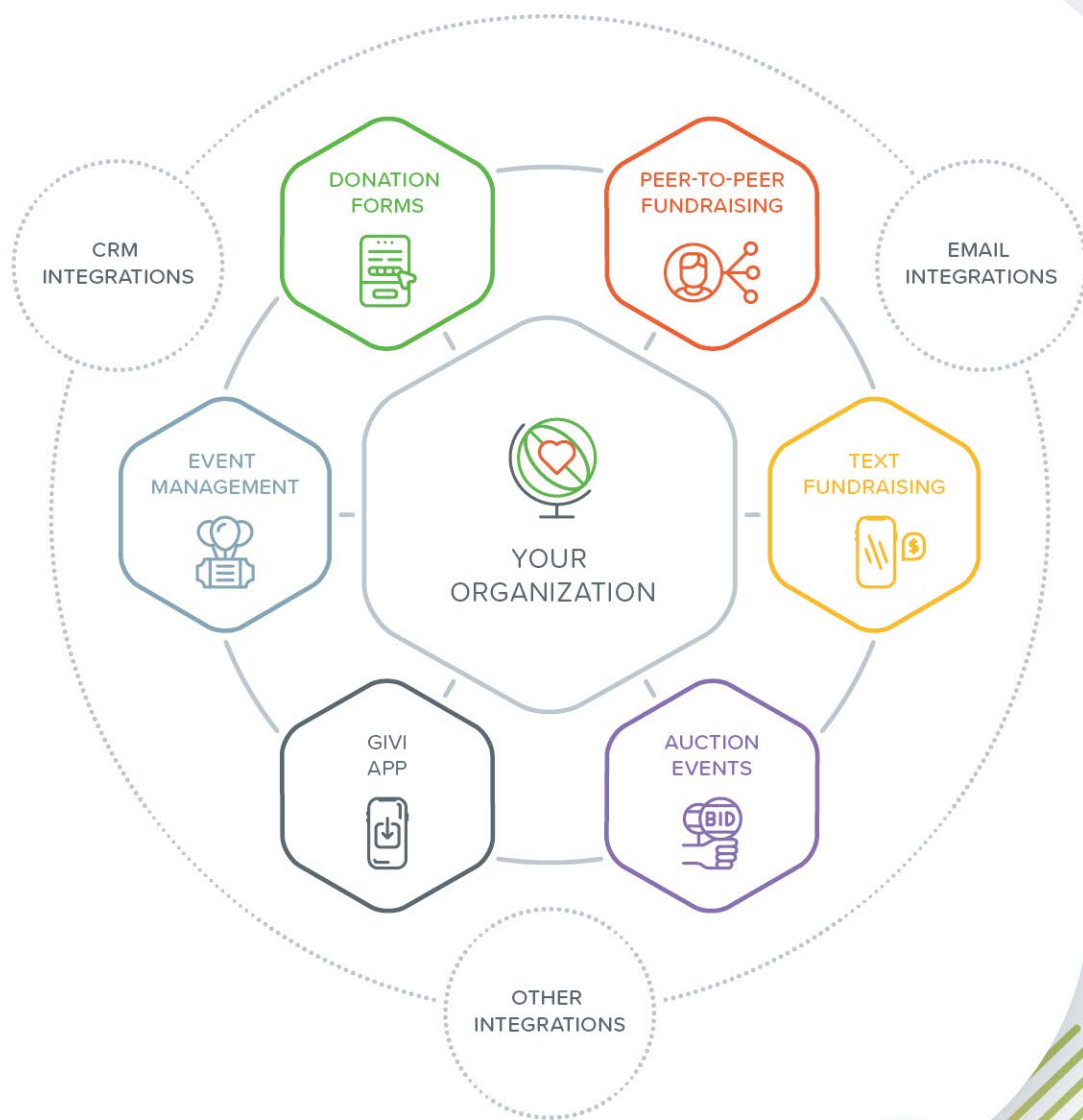 DONATION
FORMS
PEER-TO-PEER
FUNDRAISING
CRM
INTEGRATIONS
EMAIL
INTEGRATIONS
EVENT
MANAGEMENT
TEXT
FUNDRAISING
$
YOUR
ORGANIZATION
GIVI
APP
AUCTION
EVENTS
BID
OTHER
INTEGRATIONS